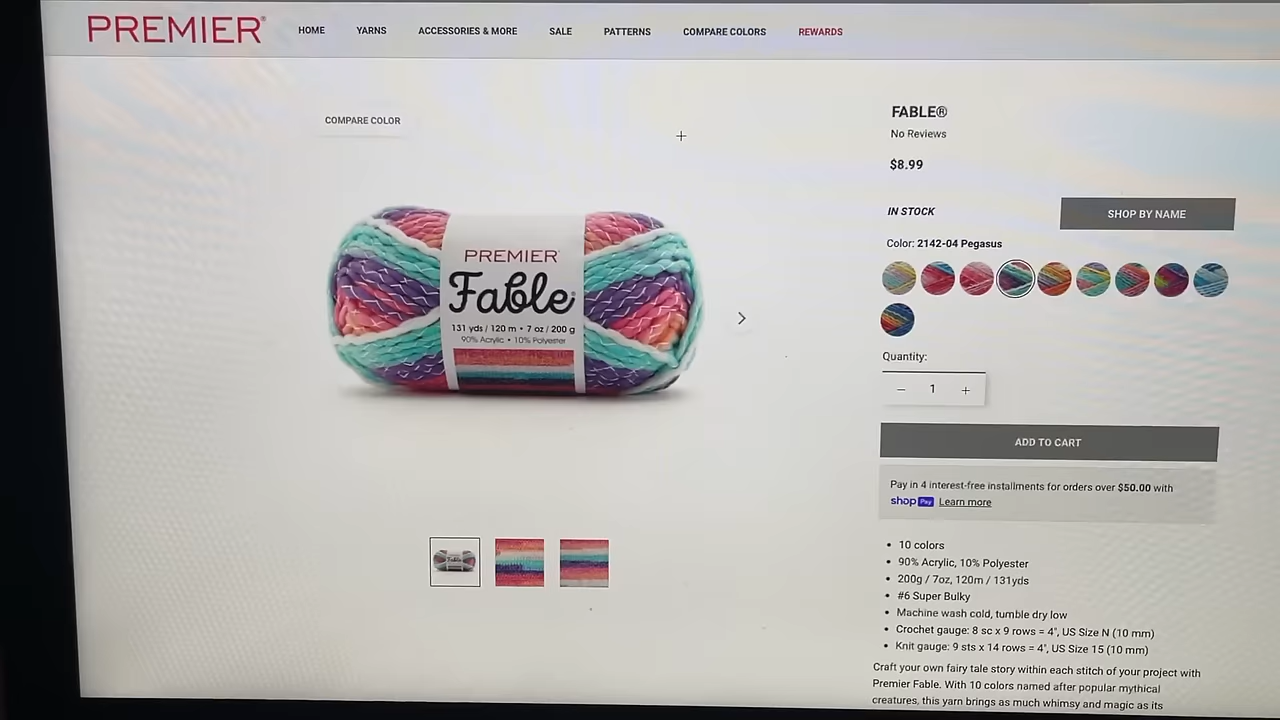 PREMIER®
HOME YARNS ACCESSORIES & MORE SALE PATTERNS COMPARE COLORS REWARDS
COMPARE COLOR
PREMIER®
Fable®
131 yds / 120 m • 7 oz / 200 g
90% Acrylic • 10% Polyester
FABLE®
No Reviews
$8.99
IN STOCK
SHOP BY NAME
Color: 2142-04 Pegasus
Quantity:
− 1 +
ADD TO CART
Pay in 4 interest-free installments for orders over $50.00 with
shop Pay Learn more
• 10 colors
• 90% Acrylic, 10% Polyester
• 200g / 7oz, 120m / 131yds
• #6 Super Bulky
• Machine wash cold, tumble dry low
• Crochet gauge: 8 sc x 9 rows = 4", US Size N (10 mm)
• Knit gauge: 9 sts x 14 rows = 4", US Size 15 (10 mm)
Craft your own fairy tale story within each stitch of your project with
Premier Fable. With 10 colors named after popular mythical
creatures, this yarn brings as much whimsy and magic as its